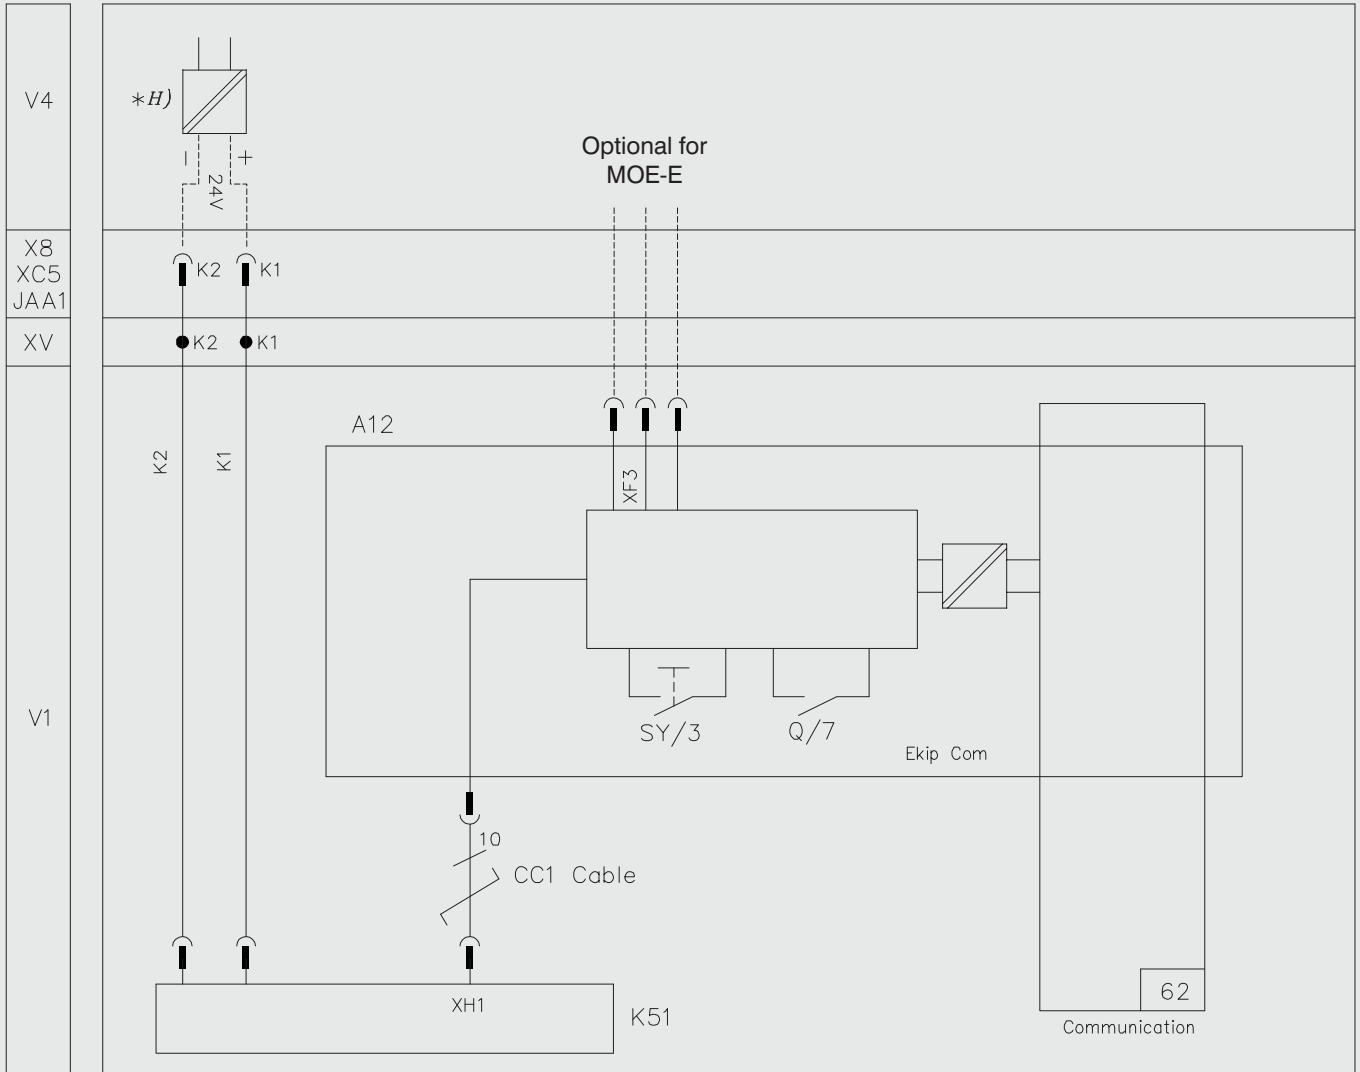 V4
*H)
Optional for
MOE-E
- +
24V
X8
XC5
JAA1
K2 K1
XV
K2 K1
A12
K2
K1
XF3
V1
SY/3
Q/7
Ekip Com
10
CC1 Cable
XH1
K51
62
Communication